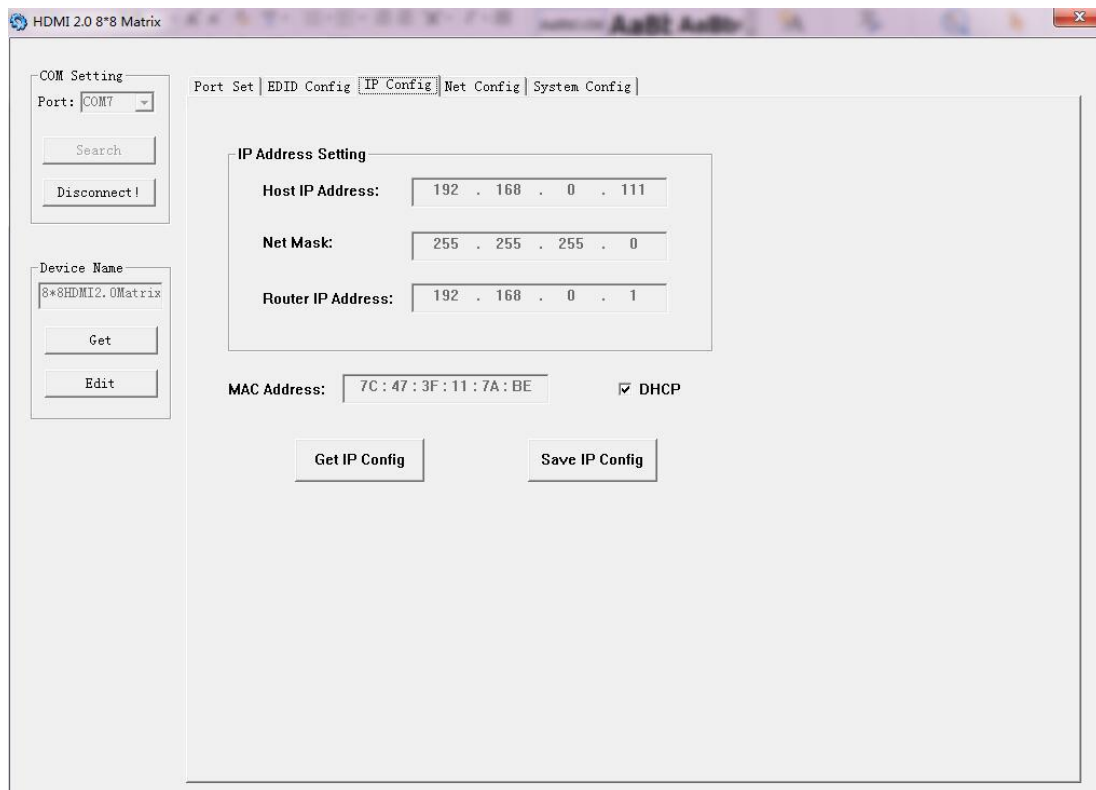 HDMI 2.0 8*8 Matrix
AaBb AaBb
COM Setting
Port: COM7
Search
Disconnect!
Device Name
8*8HDMI2.0Matrix
Get
Edit
Port Set EDID Config IP Config Net Config System Config
IP Address Setting
Host IP Address: 192 . 168 . 0 . 111
Net Mask: 255 . 255 . 255 . 0
Router IP Address: 192 . 168 . 0 . 1
MAC Address: 7C : 47 : 3F : 11 : 7A : BE DHCP
Get IP Config Save IP Config